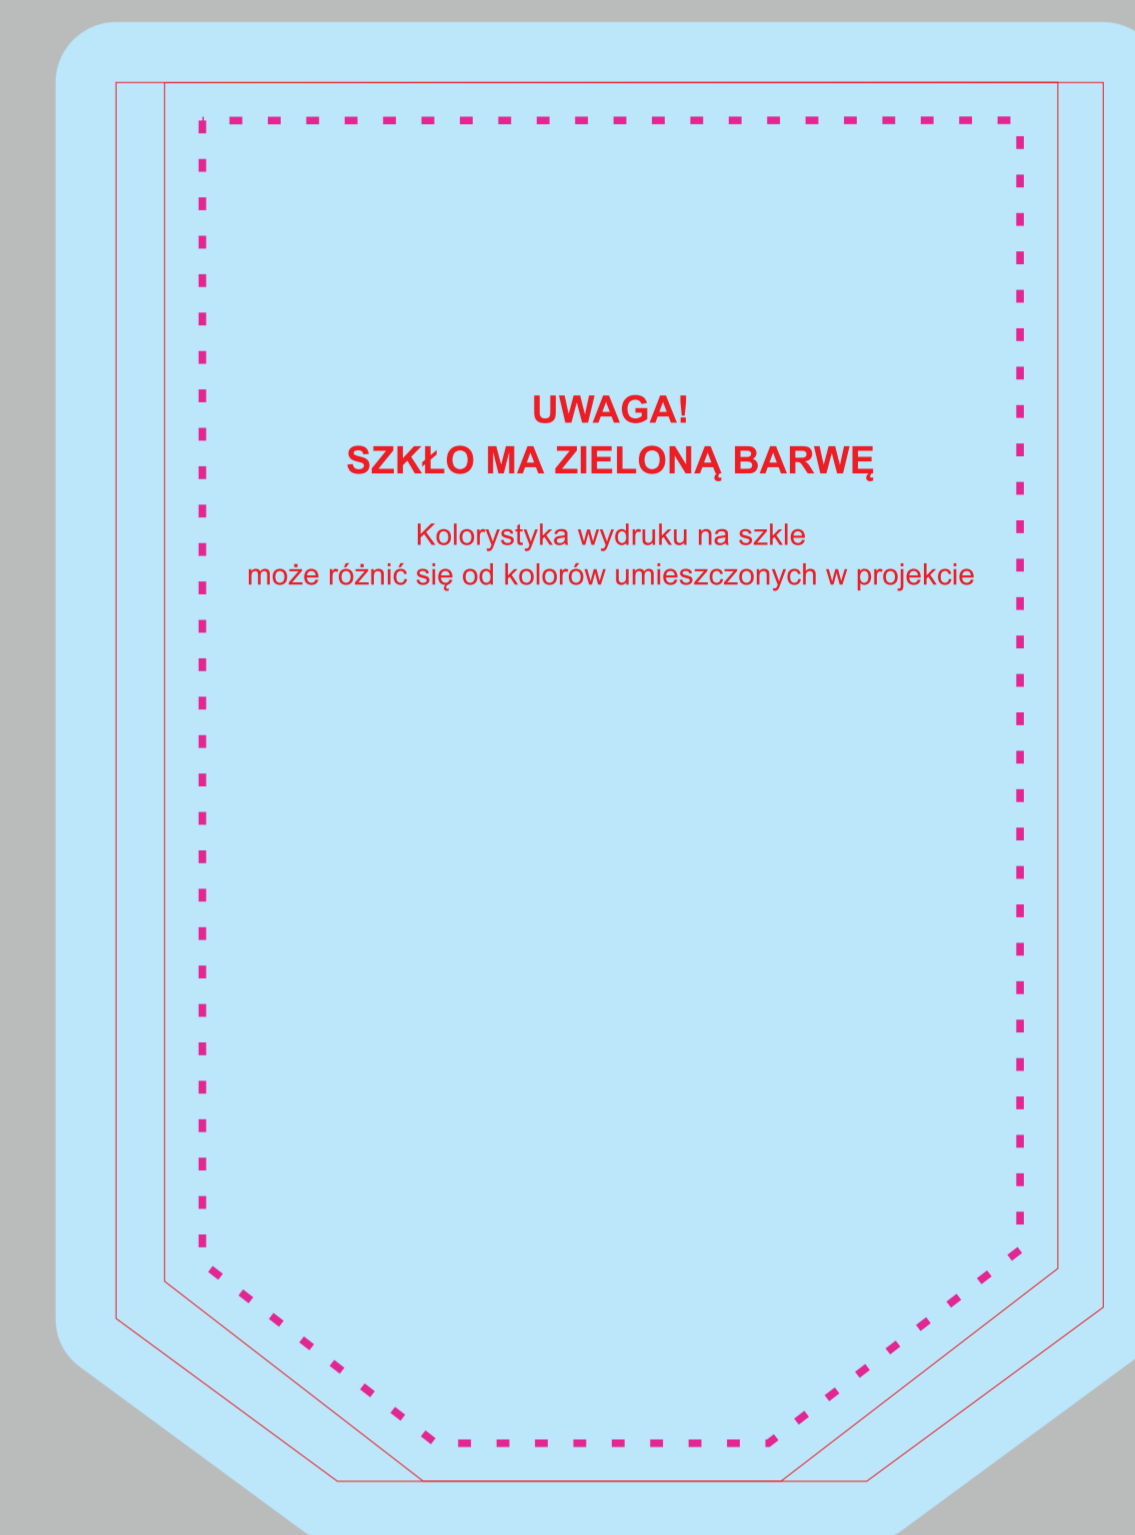 UWAGA!
SZKŁO MA ZIELONĄ BARWĘ
Kolorystyka wydruku na szkle
może różnić się od kolorów umieszczonych w projekcie